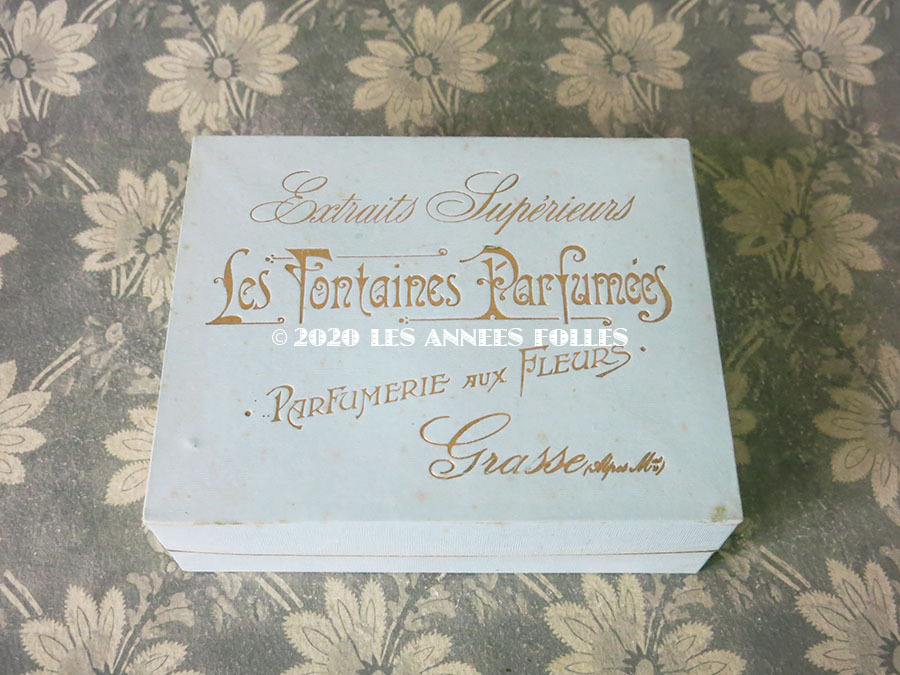 Extraits Supérieurs
Les Fontaines Parfumées
© 2020 LES ANNEES FOLLES
· PARFUMERIE AUX FLEURS ·
Grasse (Alpes Mmes)